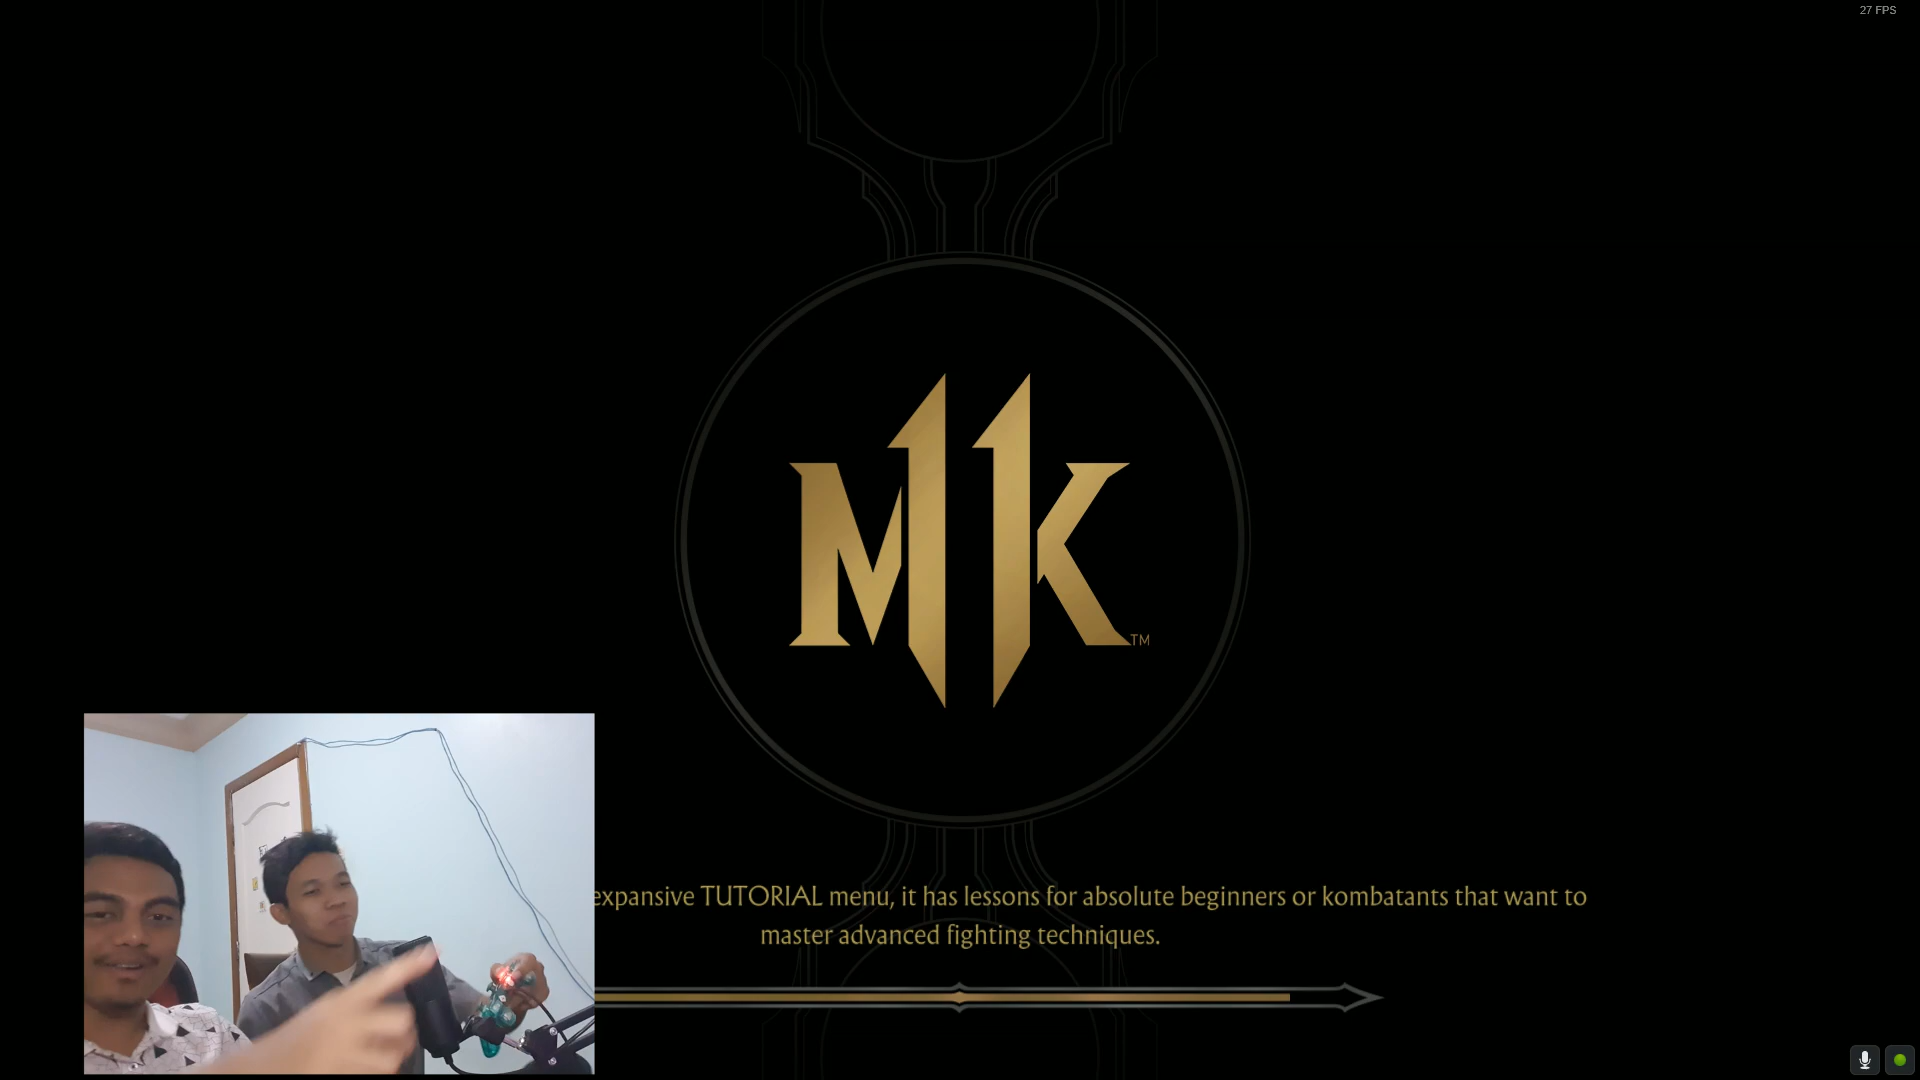 27 FPS
M11K
TM
expansive TUTORIAL menu, it has lessons for absolute beginners or kombatants that want to
master advanced fighting techniques.